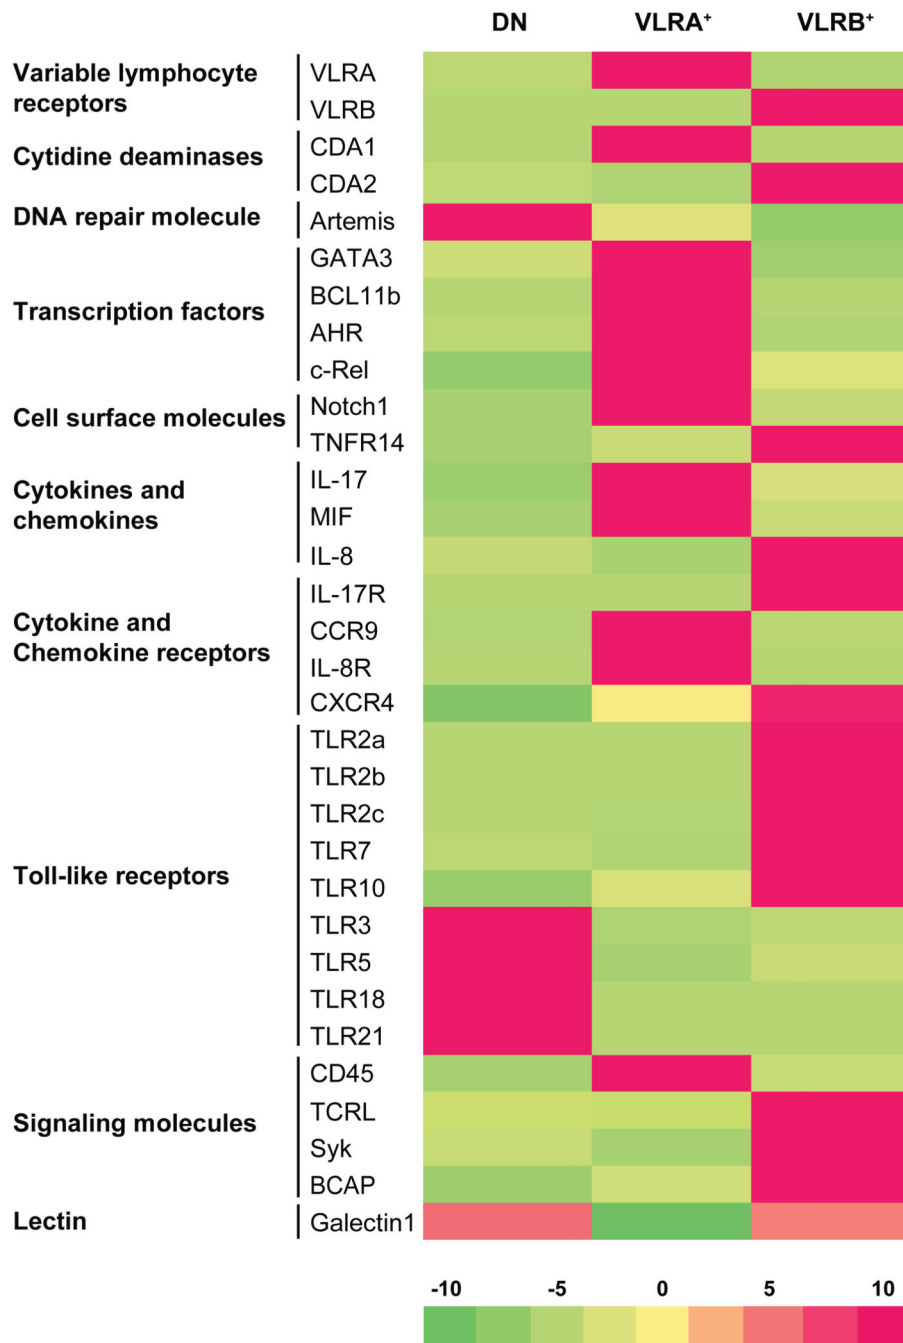 DN VLRA⁺ VLRB⁺
Variable lymphocyte
receptors
VLRA
VLRB
Cytidine deaminases
CDA1
CDA2
DNA repair molecule
Artemis
Transcription factors
GATA3
BCL11b
AHR
c-Rel
Cell surface molecules
Notch1
TNFR14
Cytokines and
chemokines
IL-17
MIF
IL-8
Cytokine and
Chemokine receptors
IL-17R
CCR9
IL-8R
CXCR4
Toll-like receptors
TLR2a
TLR2b
TLR2c
TLR7
TLR10
TLR3
TLR5
TLR18
TLR21
Signaling molecules
CD45
TCRL
Syk
BCAP
Lectin
Galectin1
-10 -5 0 5 10